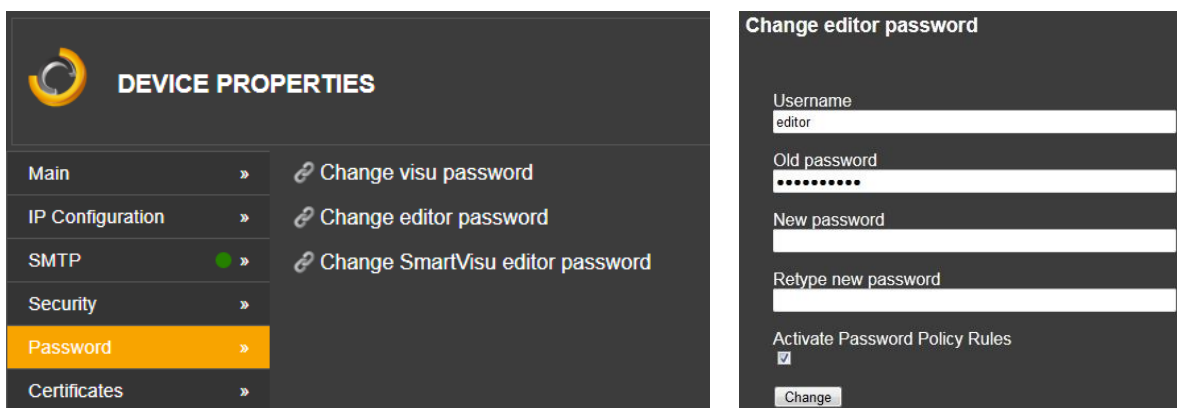 DEVICE PROPERTIES
Main »
IP Configuration »
SMTP »
Security »
Password »
Certificates »
Change visu password
Change editor password
Change SmartVisu editor password
Change editor password
Username
editor
Old password
••••••••••
New password
Retype new password
Activate Password Policy Rules
Change